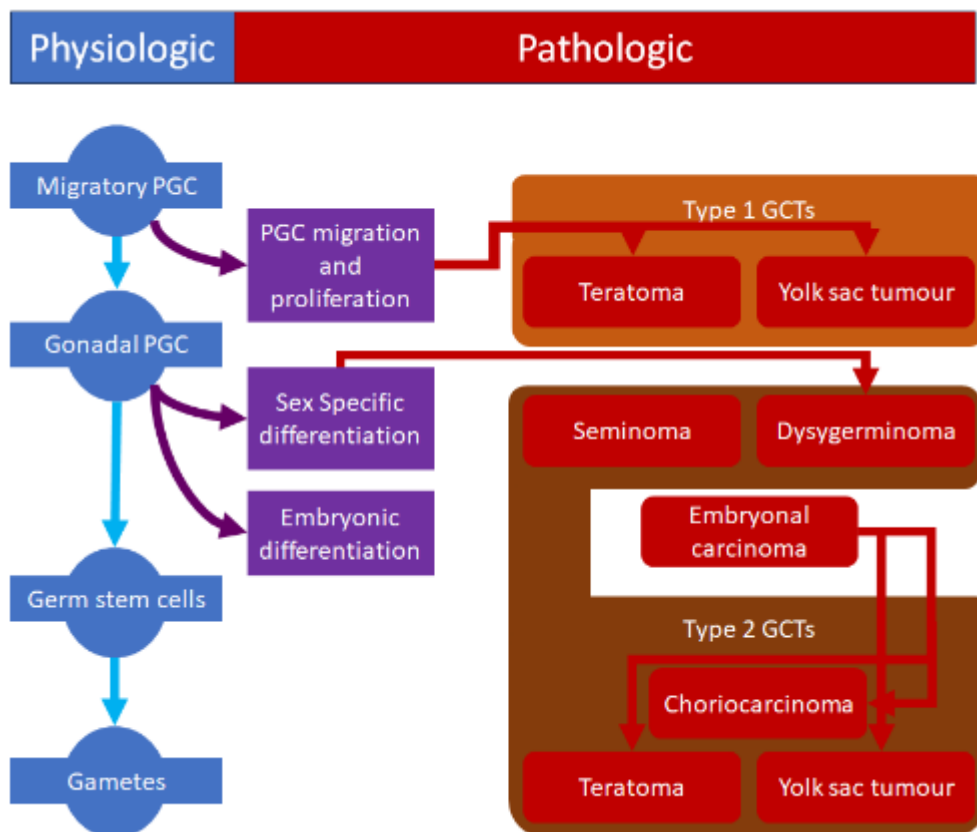 Physiologic
Pathologic
Migratory PGC
PGC migration
and
proliferation
Type 1 GCTs
Teratoma
Yolk sac tumour
Gonadal PGC
Sex Specific
differentiation
Seminoma
Dysygerminoma
Embryonic
differentiation
Embryonal
carcinoma
Germ stem cells
Type 2 GCTs
Choriocarcinoma
Gametes
Teratoma
Yolk sac tumour